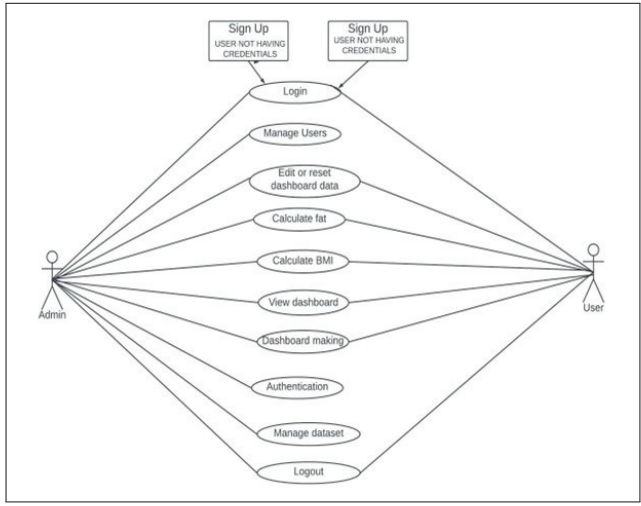 Sign Up
USER NOT HAVING
CREDENTIALS
Sign Up
USER NOT HAVING
CREDENTIALS
Login
Manage Users
Edit or reset
dashboard data
Calculate fat
Calculate BMI
View dashboard
Dashboard making
Authentication
Manage dataset
Logout
Admin
User